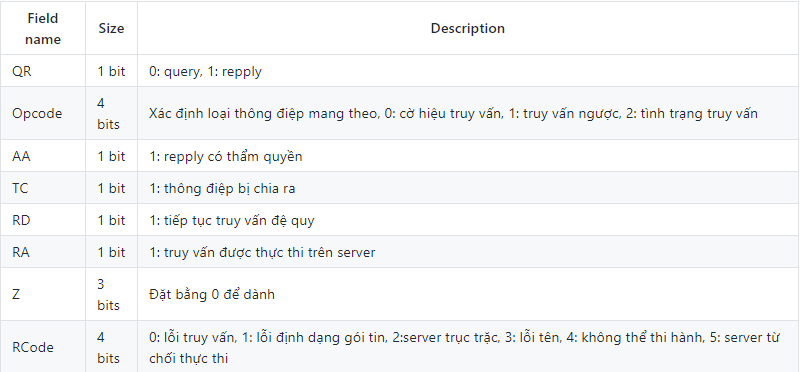 Field name Size Description
QR 1 bit 0: query, 1: repply
Opcode 4 bits Xác định loại thông điệp mang theo, 0: cờ hiệu truy vấn, 1: truy vấn ngược, 2: tình trạng truy vấn
AA 1 bit 1: repply có thẩm quyền
TC 1 bit 1: thông điệp bị chia ra
RD 1 bit 1: tiếp tục truy vấn đệ quy
RA 1 bit 1: truy vấn được thực thi trên server
Z 3 bits Đặt bằng 0 để dành
RCode 4 bits 0: lỗi truy vấn, 1: lỗi định dạng gói tin, 2:server trục trặc, 3: lỗi tên, 4: không thể thi hành, 5: server từ
chối thực thi